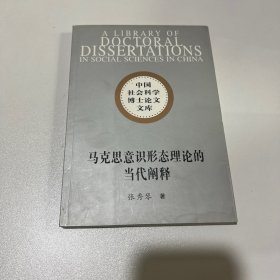 A LIBRARY OF
DOCTORAL
DISSERTATIONS
IN SOCIAL SCIENCES IN CHINA
中国
社会科学
博士论文
文库
马克思意识形态理论的
当代阐释
张秀琴 著